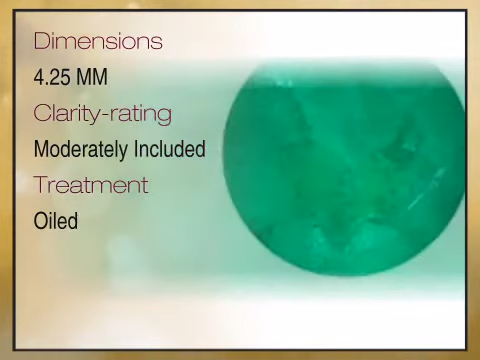 Dimensions
4.25 MM
Clarity-rating
Moderately Included
Treatment
Oiled